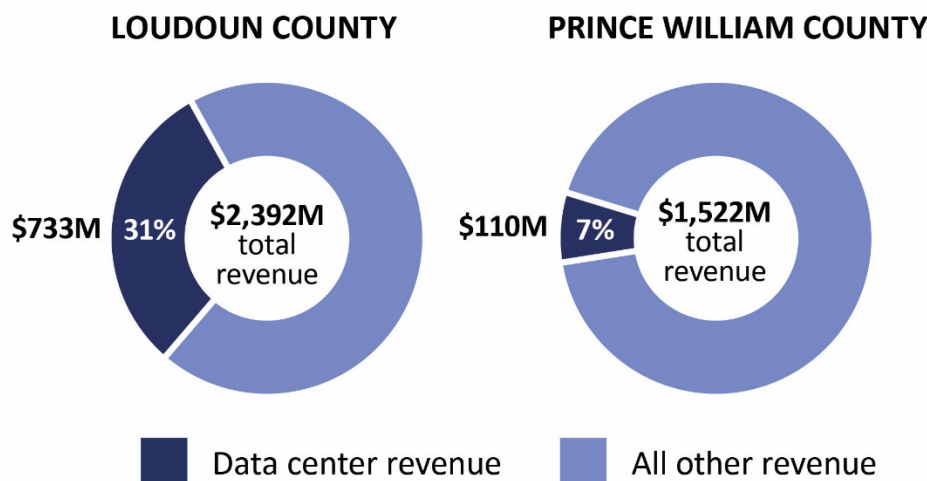 LOUDOUN COUNTY
$733M
31%
$2,392M
total
revenue
PRINCE WILLIAM COUNTY
$110M
7%
$1,522M
total
revenue
Data center revenue
All other revenue